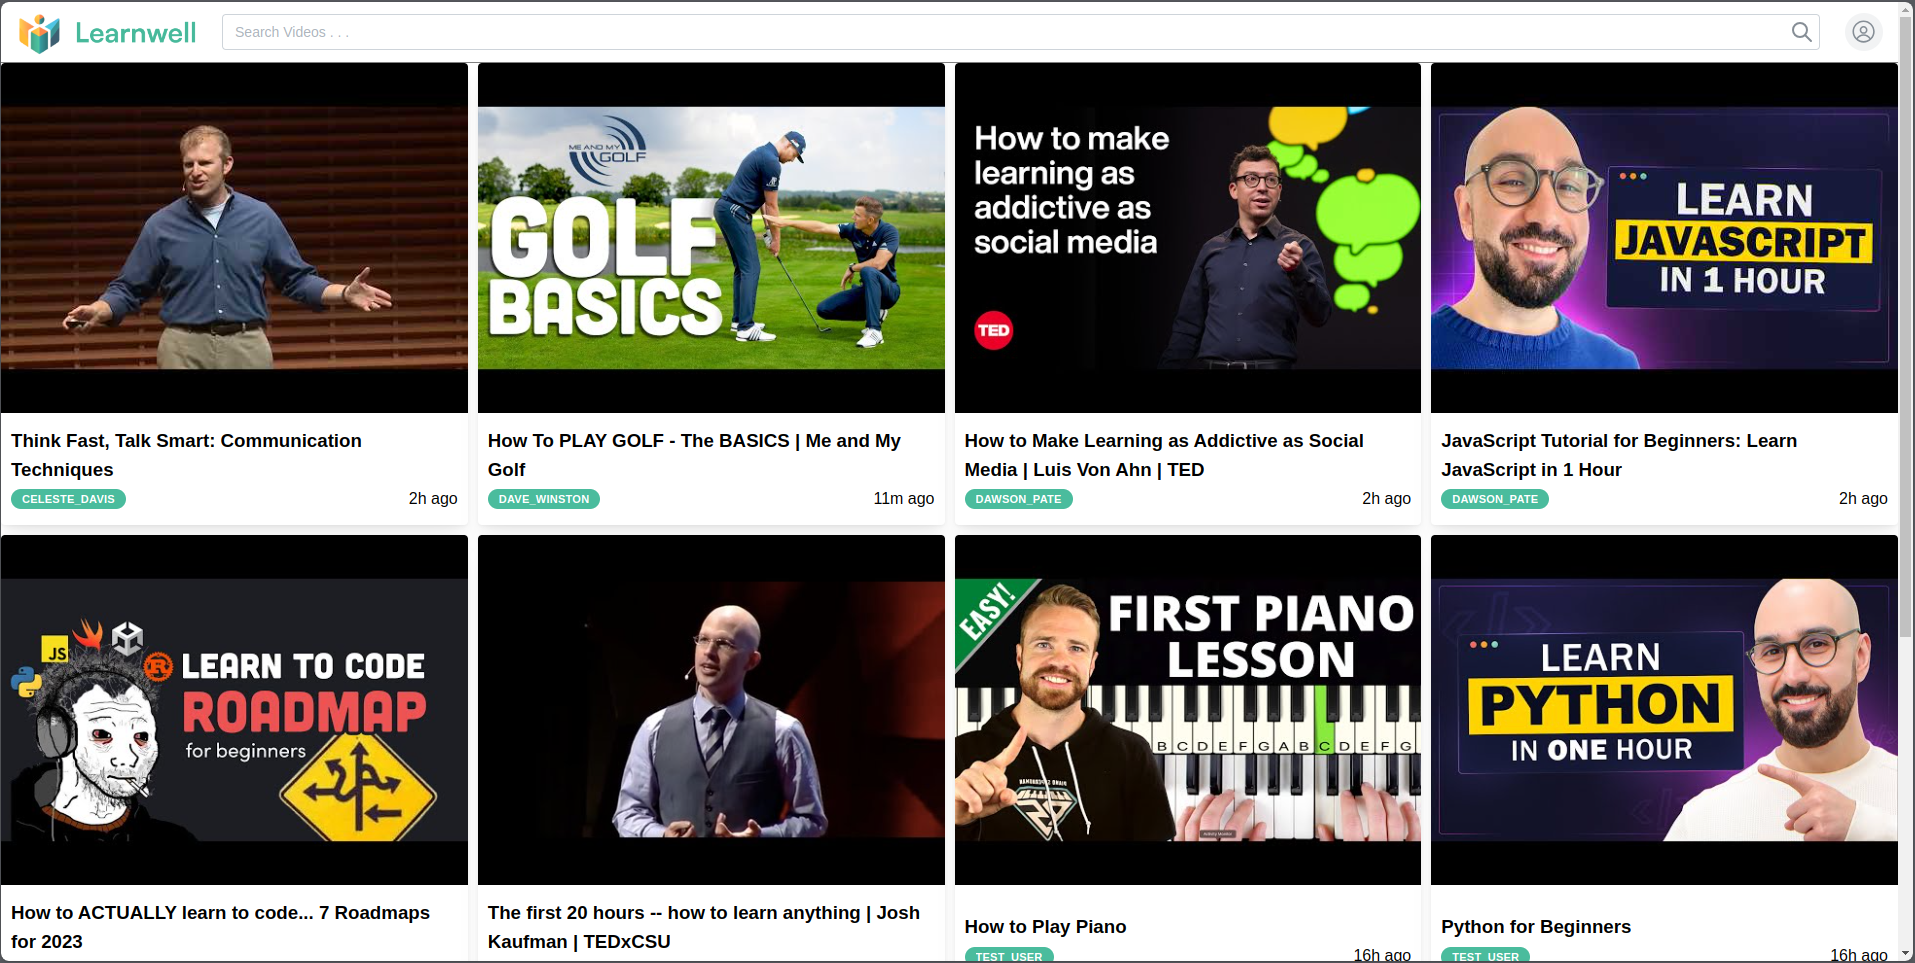 Learnwell
Search Videos . . .
ME AND MY
GOLF
GOLF
BASICS
How to make
learning as
addictive as
social media
TED
LEARN
JAVASCRIPT
IN 1 HOUR
Think Fast, Talk Smart: Communication
Techniques
CELESTE_DAVIS
2h ago
How To PLAY GOLF - The BASICS | Me and My
Golf
DAVE_WINSTON
11m ago
How to Make Learning as Addictive as Social
Media | Luis Von Ahn | TED
DAWSON_PATE
2h ago
JavaScript Tutorial for Beginners: Learn
JavaScript in 1 Hour
DAWSON_PATE
2h ago
JS
LEARN TO CODE
ROADMAP
for beginners
EASY!
FIRST PIANO
LESSON
B C D E F G A B C D E F G
LEARN
PYTHON
IN ONE HOUR
How to ACTUALLY learn to code... 7 Roadmaps
for 2023
The first 20 hours -- how to learn anything | Josh
Kaufman | TEDxCSU
How to Play Piano
TEST_USER
16h ago
Python for Beginners
TEST_USER
16h ago